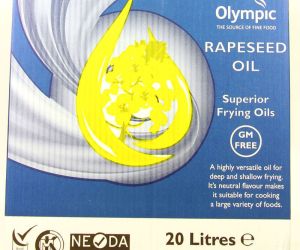 Olympic
THE SOURCE OF FINE FOOD
RAPESEED
OIL
Superior
Frying Oils
GM
FREE
A highly versatile oil for
deep and shallow frying.
It's neutral flavour makes
it suitable for cooking
a large variety of foods.
NEODA
20 Litres e